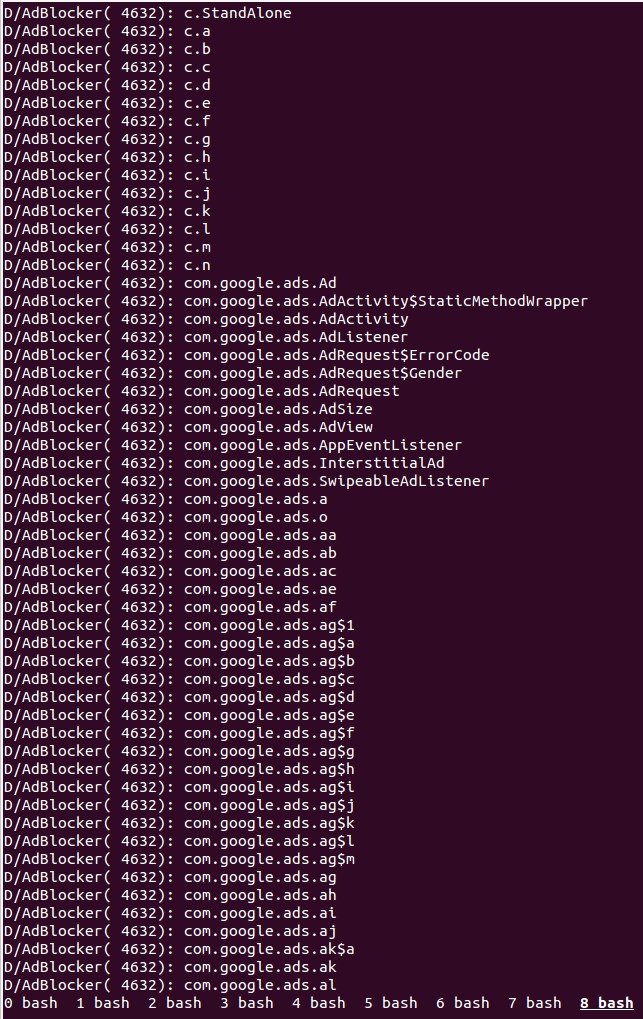 D/AdBlocker( 4632): c.StandAlone
D/AdBlocker( 4632): c.a
D/AdBlocker( 4632): c.b
D/AdBlocker( 4632): c.c
D/AdBlocker( 4632): c.d
D/AdBlocker( 4632): c.e
D/AdBlocker( 4632): c.f
D/AdBlocker( 4632): c.g
D/AdBlocker( 4632): c.h
D/AdBlocker( 4632): c.i
D/AdBlocker( 4632): c.j
D/AdBlocker( 4632): c.k
D/AdBlocker( 4632): c.l
D/AdBlocker( 4632): c.m
D/AdBlocker( 4632): c.n
D/AdBlocker( 4632): com.google.ads.Ad
D/AdBlocker( 4632): com.google.ads.AdActivity$StaticMethodWrapper
D/AdBlocker( 4632): com.google.ads.AdActivity
D/AdBlocker( 4632): com.google.ads.AdListener
D/AdBlocker( 4632): com.google.ads.AdRequest$ErrorCode
D/AdBlocker( 4632): com.google.ads.AdRequest$Gender
D/AdBlocker( 4632): com.google.ads.AdRequest
D/AdBlocker( 4632): com.google.ads.AdSize
D/AdBlocker( 4632): com.google.ads.AdView
D/AdBlocker( 4632): com.google.ads.AppEventListener
D/AdBlocker( 4632): com.google.ads.InterstitialAd
D/AdBlocker( 4632): com.google.ads.SwipeableAdListener
D/AdBlocker( 4632): com.google.ads.a
D/AdBlocker( 4632): com.google.ads.o
D/AdBlocker( 4632): com.google.ads.aa
D/AdBlocker( 4632): com.google.ads.ab
D/AdBlocker( 4632): com.google.ads.ac
D/AdBlocker( 4632): com.google.ads.ae
D/AdBlocker( 4632): com.google.ads.af
D/AdBlocker( 4632): com.google.ads.ag$1
D/AdBlocker( 4632): com.google.ads.ag$a
D/AdBlocker( 4632): com.google.ads.ag$b
D/AdBlocker( 4632): com.google.ads.ag$c
D/AdBlocker( 4632): com.google.ads.ag$d
D/AdBlocker( 4632): com.google.ads.ag$e
D/AdBlocker( 4632): com.google.ads.ag$f
D/AdBlocker( 4632): com.google.ads.ag$g
D/AdBlocker( 4632): com.google.ads.ag$h
D/AdBlocker( 4632): com.google.ads.ag$i
D/AdBlocker( 4632): com.google.ads.ag$j
D/AdBlocker( 4632): com.google.ads.ag$k
D/AdBlocker( 4632): com.google.ads.ag$l
D/AdBlocker( 4632): com.google.ads.ag$m
D/AdBlocker( 4632): com.google.ads.ag
D/AdBlocker( 4632): com.google.ads.ah
D/AdBlocker( 4632): com.google.ads.ai
D/AdBlocker( 4632): com.google.ads.aj
D/AdBlocker( 4632): com.google.ads.ak$a
D/AdBlocker( 4632): com.google.ads.ak
D/AdBlocker( 4632): com.google.ads.al
0 bash  1 bash  2 bash  3 bash  4 bash  5 bash  6 bash  7 bash  8 bash